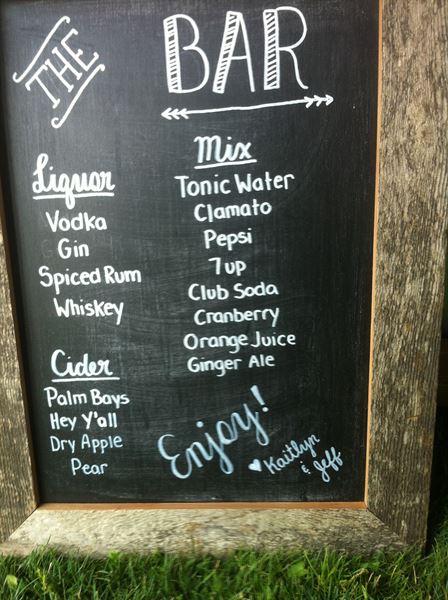 THE BAR
Liquor
Vodka
Gin
Spiced Rum
Whiskey
Cider
Palm Bays
Hey Y'all
Dry Apple
Pear
Mix
Tonic Water
Clamato
Pepsi
7up
Club Soda
Cranberry
Orange Juice
Ginger Ale
Enjoy!
Kaitlyn
& Jeff